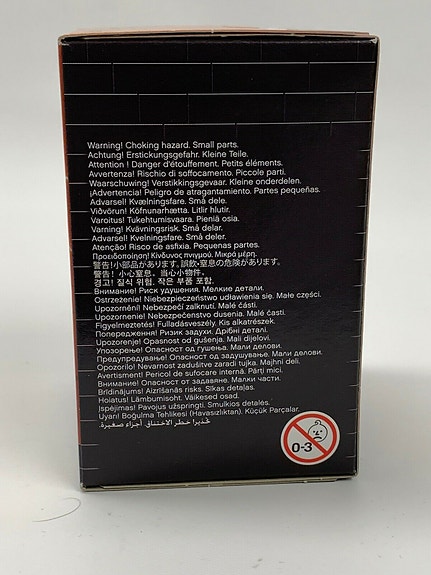 Warning! Choking hazard. Small parts.
Achtung! Erstickungsgefahr. Kleine Teile.
Attention ! Danger d'étouffement. Petits éléments.
Avvertenza! Rischio di soffocamento. Piccole parti.
Waarschuwing! Verstikkingsgevaar. Kleine onderdelen.
¡Advertencia! Peligro de atragantamiento. Partes pequeñas.
Advarsel! Kvælningsfare. Små dele.
Viðvörun! Köfnunarhætta. Litlir hlutir.
Varoitus! Tukehtumisvaara. Pieniä osia.
Varning! Kvävningsrisk. Små delar.
Advarsel! Kvelningsfare. Små deler.
Atenção! Risco de asfixia. Pequenas partes.
Προειδοποίηση! Κίνδυνος πνιγμού. Μικρά μέρη.
警告!小部品があります。誤飲・窒息の危険があります。
警告! 小心窒息。当心小物件。
경고! 질식 위험. 작은 부품 포함.
Внимание! Риск удушения. Мелкие детали.
Ostrzeżenie! Niebezpieczeństwo udławienia się. Małe części.
Upozornění! Nebezpečí zalknutí. Malé části.
Upozornenie! Nebezpečenstvo dusenia. Malé časti.
Figyelmeztetés! Fulladásveszély. Kis alkatrészek.
Попередження! Ризик задухи. Дрібні деталі.
Upozorenje! Opasnost od gušenja. Mali dijelovi.
Упозорење! Опасност од гушења. Мали делови.
Предупредување! Опасност од задушување. Мали делови.
Opozorilo! Nevarnost zadušitve zaradi tujka. Majhni deli.
Avertisment! Pericol de sufocare internă. Părți mici.
Внимание! Опасност от задавяне. Малки части.
Brīdinājums! Aizrīšanās risks. Sīkas detaļas.
Hoiatus! Lämbumisoht. Väikesed osad.
Įspėjimas! Pavojus užspringti. Smulkios detalės.
Uyarı! Boğulma Tehlikesi (Havasızlıktan). Küçük Parçalar.
تحذير! خطر الاختناق. أجزاء صغيرة.
0-3